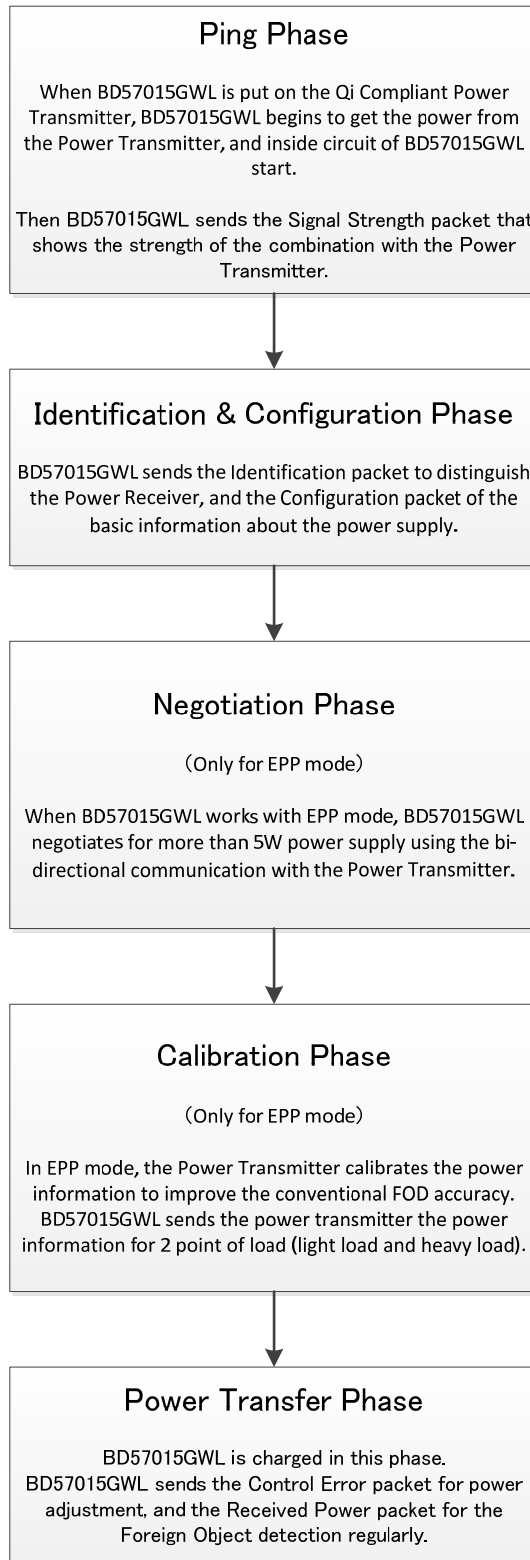 Ping Phase
When BD57015GWL is put on the Qi Compliant Power
Transmitter, BD57015GWL begins to get the power from
the Power Transmitter, and inside circuit of BD57015GWL
start.
Then BD57015GWL sends the Signal Strength packet that
shows the strength of the combination with the Power
Transmitter.
Identification & Configuration Phase
BD57015GWL sends the Identification packet to distinguish
the Power Receiver, and the Configuration packet of the
basic information about the power supply.
Negotiation Phase
(Only for EPP mode)
When BD57015GWL works with EPP mode, BD57015GWL
negotiates for more than 5W power supply using the bi-
directional communication with the Power Transmitter.
Calibration Phase
(Only for EPP mode)
In EPP mode, the Power Transmitter calibrates the power
information to improve the conventional FOD accuracy.
BD57015GWL sends the power transmitter the power
information for 2 point of load (light load and heavy load).
Power Transfer Phase
BD57015GWL is charged in this phase.
BD57015GWL sends the Control Error packet for power
adjustment, and the Received Power packet for the
Foreign Object detection regularly.